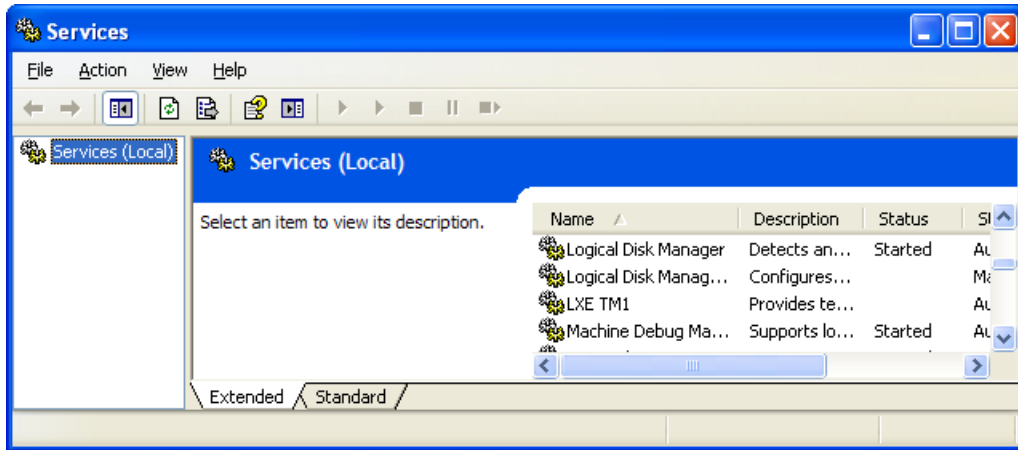 Services
File Action View Help
Services (Local)
Services (Local)
Select an item to view its description.
Name Description Status
Logical Disk Manager Detects an... Started
Logical Disk Manag... Configures...
LXE TM1 Provides te...
Machine Debug Ma... Supports lo... Started
Extended Standard